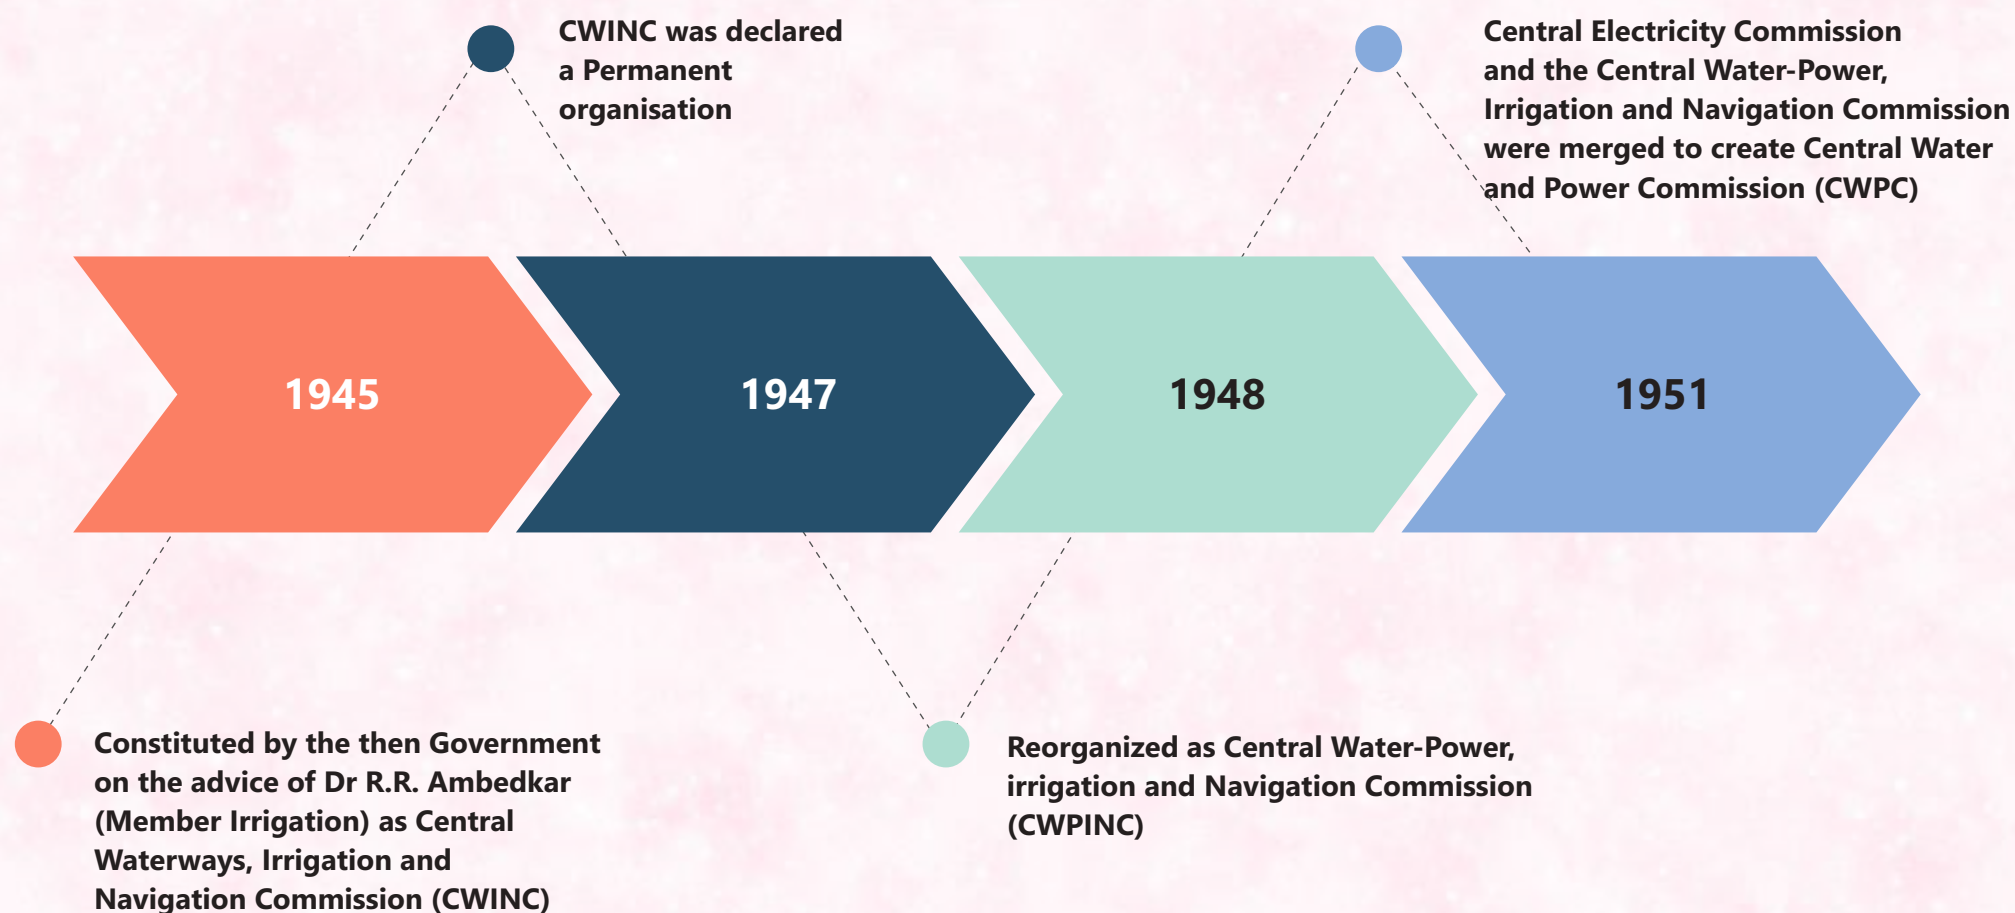 CWINC was declared
a Permanent
organisation
Central Electricity Commission
and the Central Water-Power,
Irrigation and Navigation Commission
were merged to create Central Water
and Power Commission (CWPC)
1945
1947
1948
1951
Constituted by the then Government
on the advice of Dr R.R. Ambedkar
(Member Irrigation) as Central
Waterways, Irrigation and
Navigation Commission (CWINC)
Reorganized as Central Water-Power,
irrigation and Navigation Commission
(CWPINC)